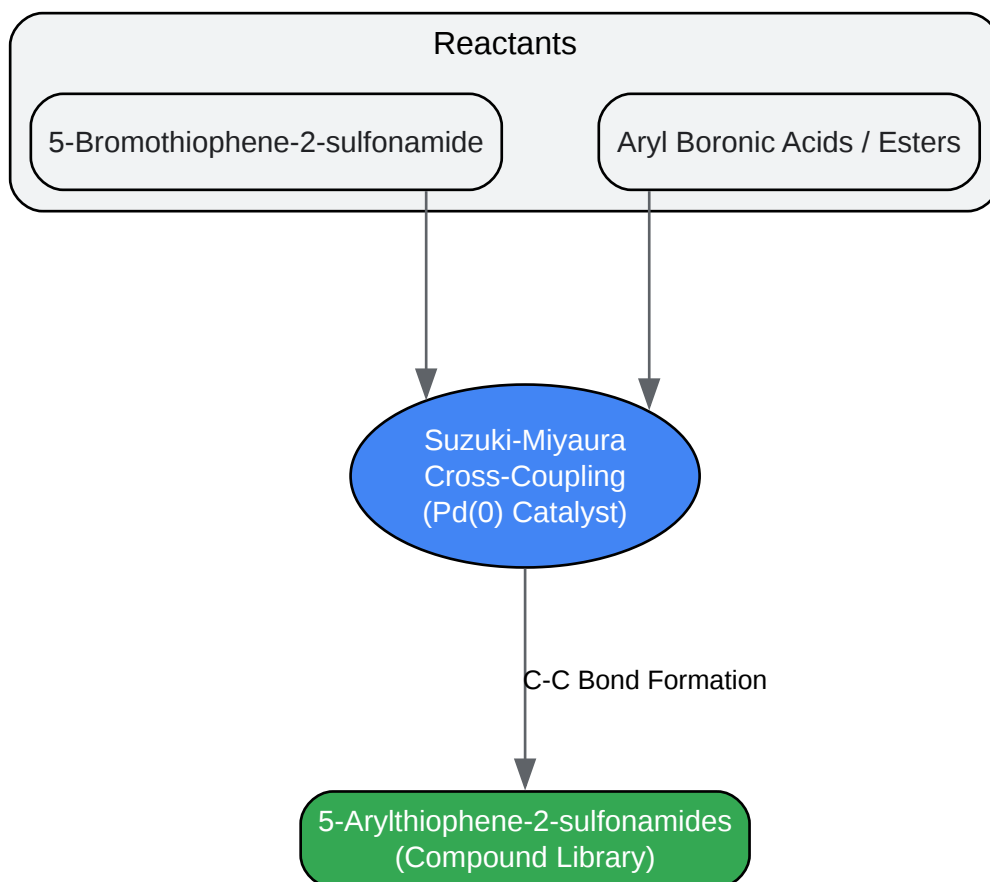 Reactants
5-Bromothiophene-2-sulfonamide
Aryl Boronic Acids / Esters
Suzuki-Miyaura
Cross-Coupling
(Pd(0) Catalyst)
C-C Bond Formation
5-Arylthiophene-2-sulfonamides
(Compound Library)